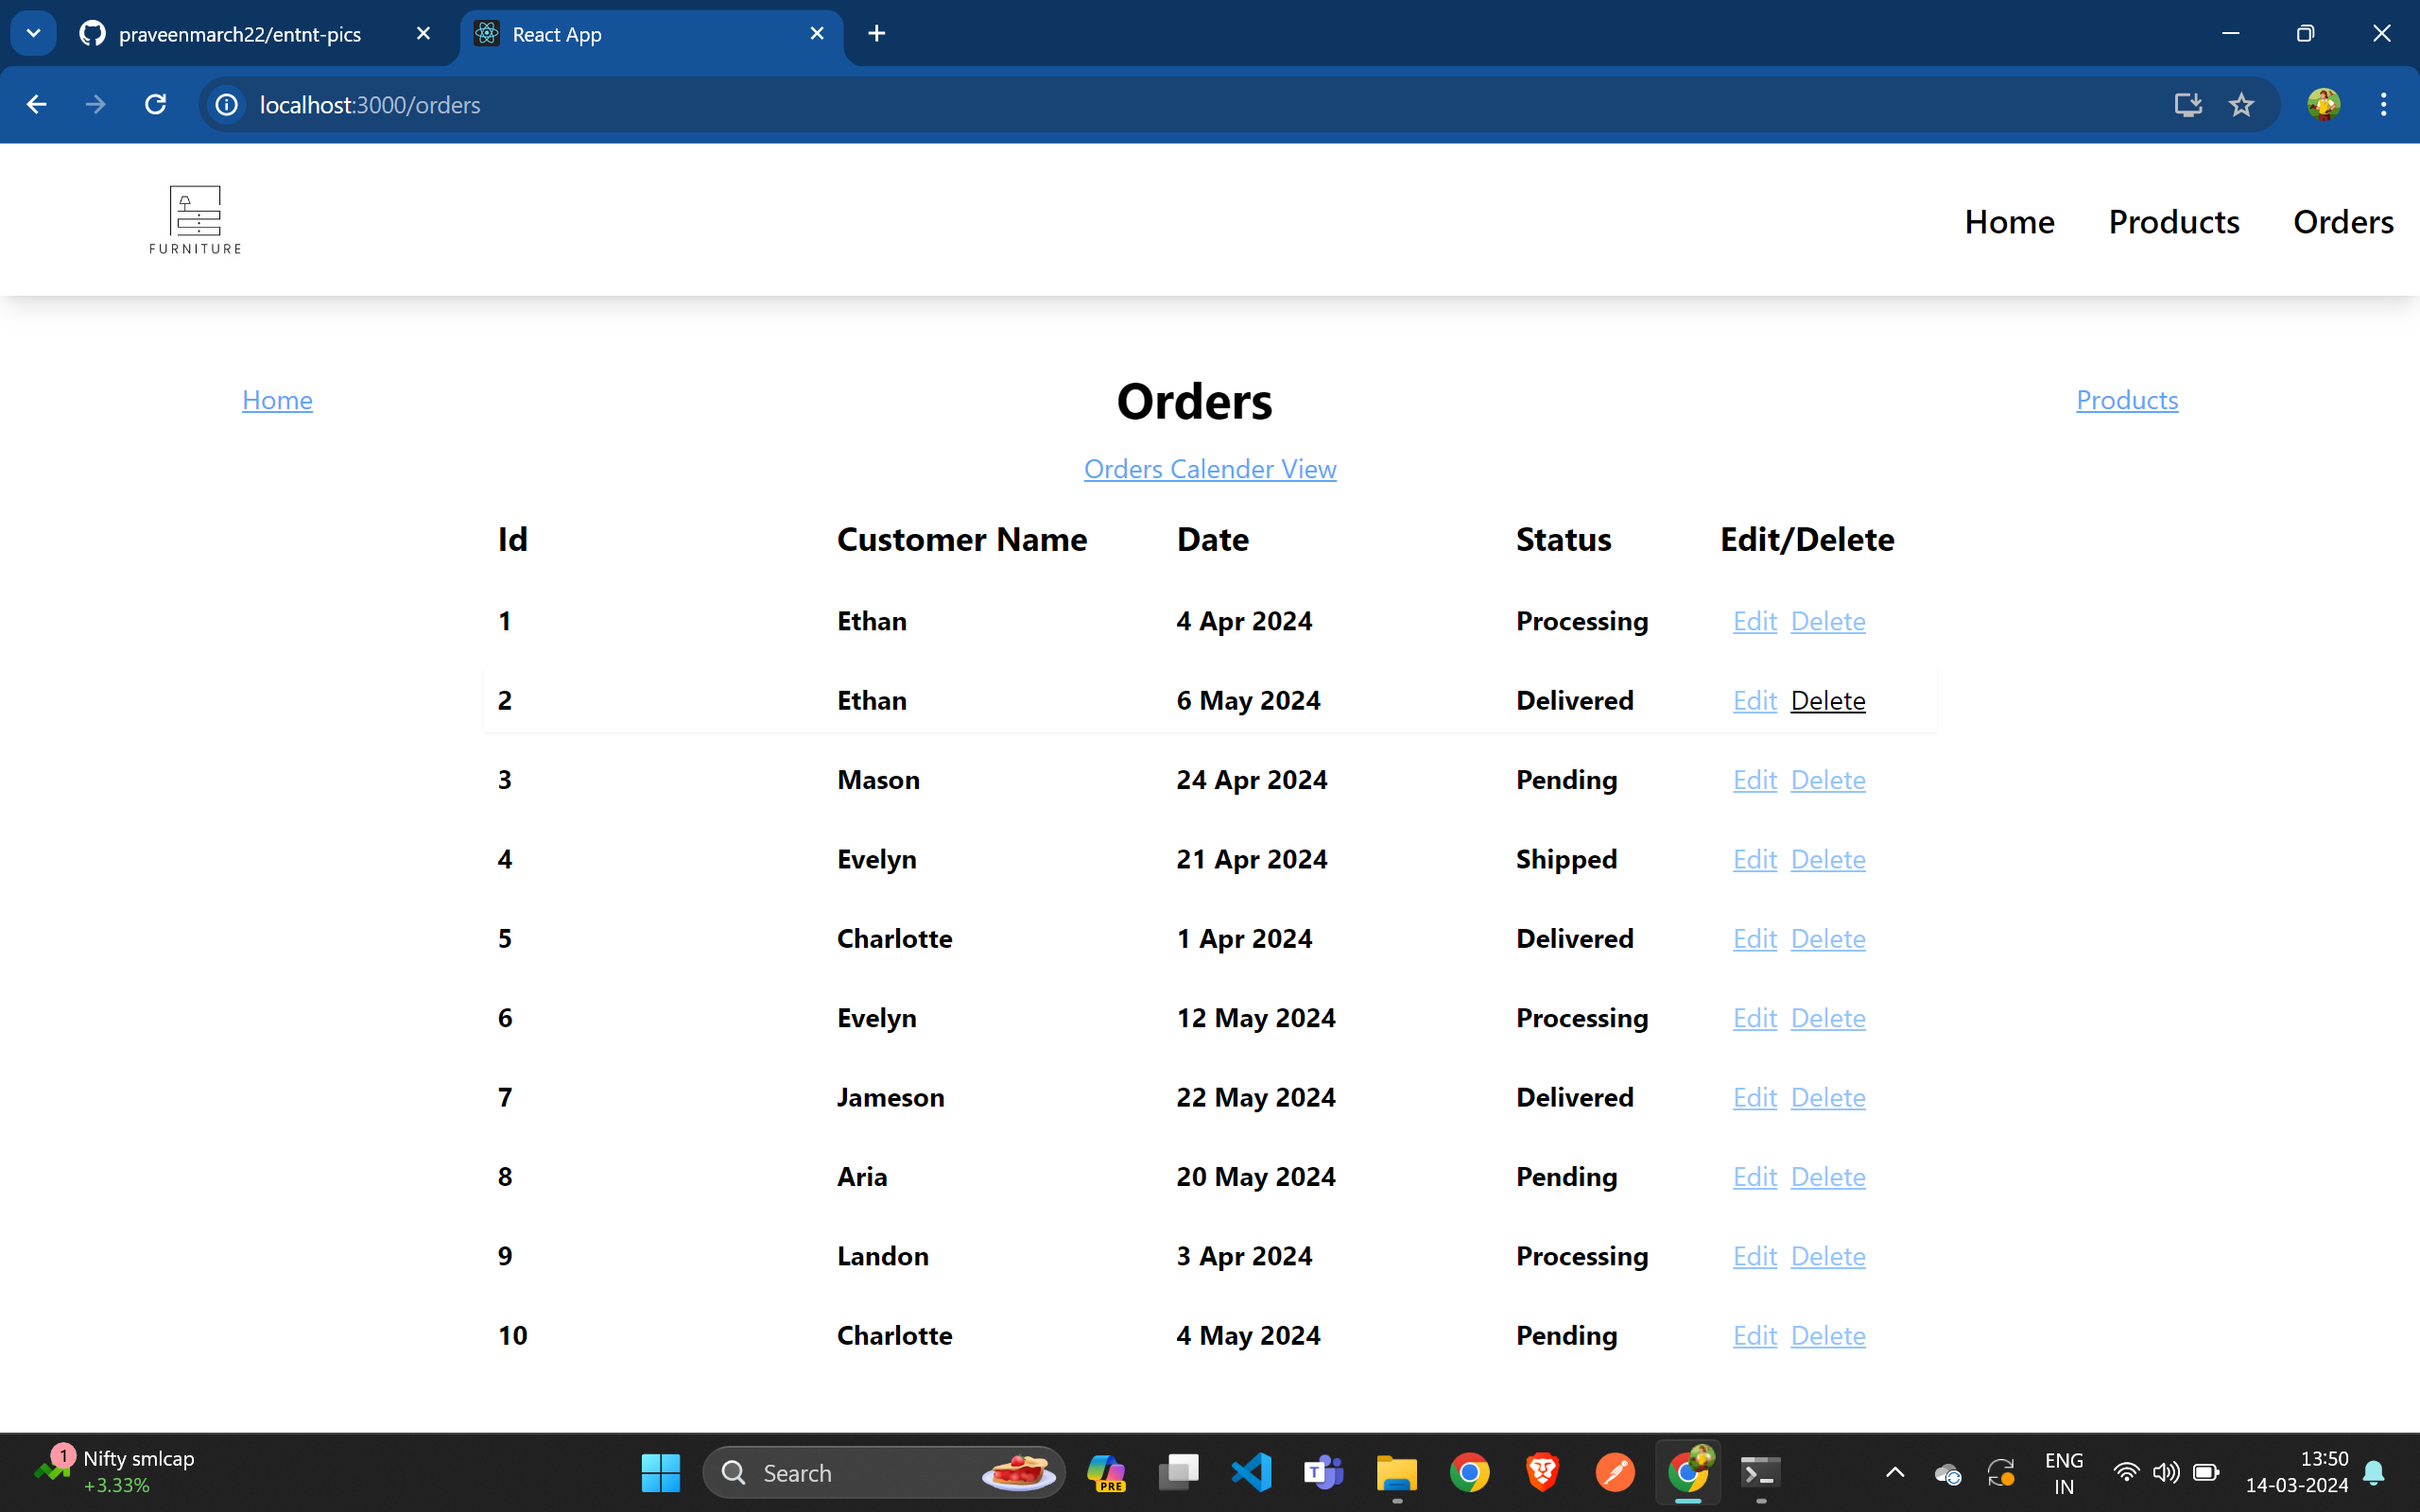 praveenmarch22/entnt-pics
React App
localhost:3000/orders
FURNITURE
Home Products Orders
Home Orders Products
Orders Calender View
Id Customer Name Date Status Edit/Delete
1 Ethan 4 Apr 2024 Processing Edit Delete
2 Ethan 6 May 2024 Delivered Edit Delete
3 Mason 24 Apr 2024 Pending Edit Delete
4 Evelyn 21 Apr 2024 Shipped Edit Delete
5 Charlotte 1 Apr 2024 Delivered Edit Delete
6 Evelyn 12 May 2024 Processing Edit Delete
7 Jameson 22 May 2024 Delivered Edit Delete
8 Aria 20 May 2024 Pending Edit Delete
9 Landon 3 Apr 2024 Processing Edit Delete
10 Charlotte 4 May 2024 Pending Edit Delete
1 Nifty smlcap
+3.33%
Search
PRE
T
ENG
IN
13:50
14-03-2024